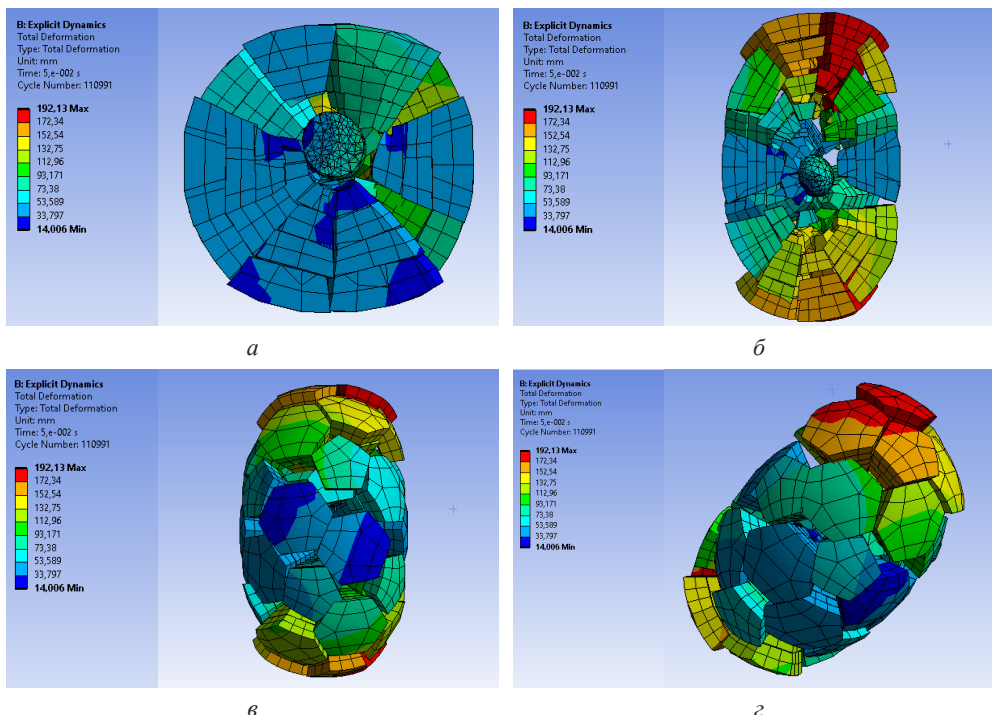 B: Explicit Dynamics
Total Deformation
Type: Total Deformation
Unit: mm
Time: 5,e-002 s
Cycle Number: 110991
192,13 Max
172,34
152,54
132,75
112,96
93,171
73,38
53,589
33,797
14,006 Min
а
B: Explicit Dynamics
Total Deformation
Type: Total Deformation
Unit: mm
Time: 5,e-002 s
Cycle Number: 110991
192,13 Max
172,34
152,54
132,75
112,96
93,171
73,38
53,589
33,797
14,006 Min
б
B: Explicit Dynamics
Total Deformation
Type: Total Deformation
Unit: mm
Time: 5,e-002 s
Cycle Number: 110991
192,13 Max
172,34
152,54
132,75
112,96
93,171
73,38
53,589
33,797
14,006 Min
в
B: Explicit Dynamics
Total Deformation
Type: Total Deformation
Unit: mm
Time: 5,e-002 s
Cycle Number: 110991
192,13 Max
172,34
152,54
132,75
112,96
93,171
73,38
53,589
33,797
14,006 Min
г